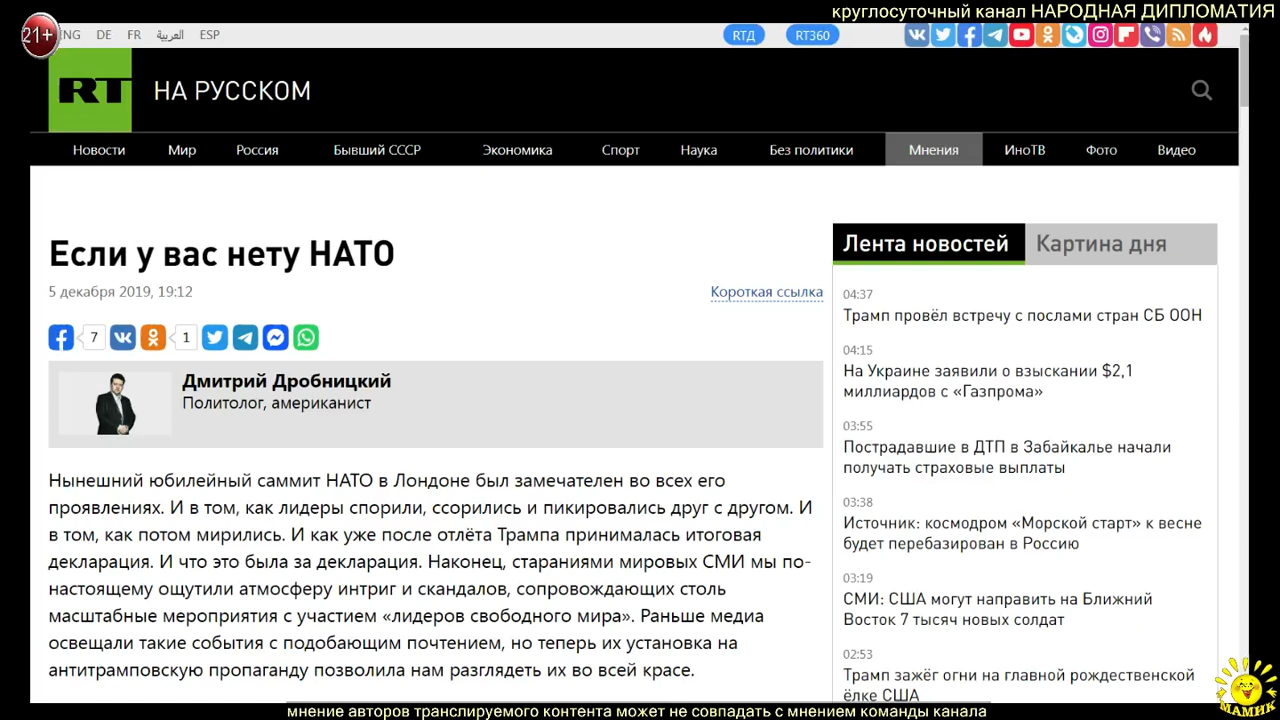 круглосуточный канал НАРОДНАЯ ДИПЛОМАТИЯ
21+
NG DE FR العربية ESP
РТД RT360
RT
НА РУССКОМ
Новости Мир Россия Бывший СССР Экономика Спорт Наука Без политики Мнения ИноТВ Фото Видео
Если у вас нету НАТО
5 декабря 2019, 19:12
Короткая ссылка
7 1
Дмитрий Дробницкий
Политолог, американист
Нынешний юбилейный саммит НАТО в Лондоне был замечателен во всех его
проявлениях. И в том, как лидеры спорили, ссорились и пикировались друг с другом. И
в том, как потом мирились. И как уже после отлёта Трампа принималась итоговая
декларация. И что это была за декларация. Наконец, стараниями мировых СМИ мы по-
настоящему ощутили атмосферу интриг и скандалов, сопровождающих столь
масштабные мероприятия с участием «лидеров свободного мира». Раньше медиа
освещали такие события с подобающим почтением, но теперь их установка на
антитрамповскую пропаганду позволила нам разглядеть их во всей красе.
Лента новостей Картина дня
04:37
Трамп провёл встречу с послами стран СБ ООН
04:15
На Украине заявили о взыскании $2,1
миллиардов с «Газпрома»
03:55
Пострадавшие в ДТП в Забайкалье начали
получать страховые выплаты
03:38
Источник: космодром «Морской старт» к весне
будет перебазирован в Россию
03:19
СМИ: США могут направить на Ближний
Восток 7 тысяч новых солдат
02:53
Трамп зажёг огни на главной рождественской
ёлке США
МАМИК
мнение авторов транслируемого контента может не совпадать с мнением команды канала